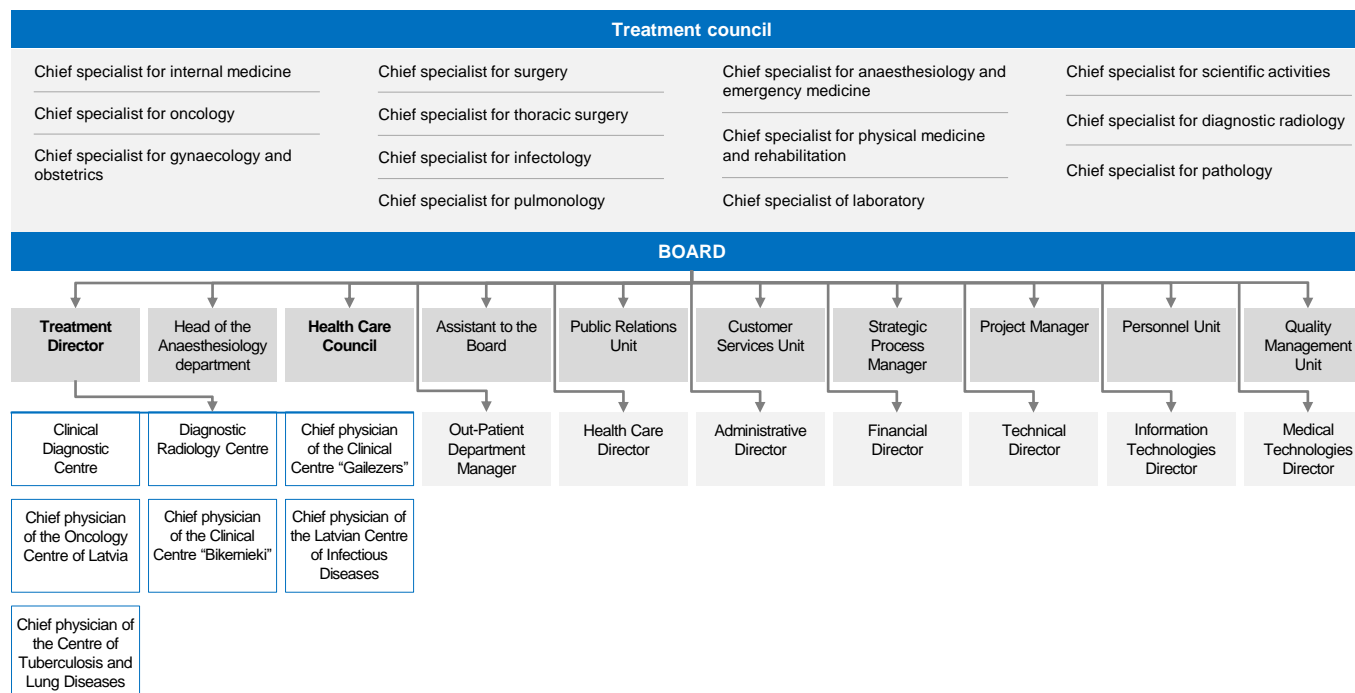 Treatment council
Chief specialist for internal medicine
Chief specialist for oncology
Chief specialist for gynaecology and
obstetrics
Chief specialist for surgery
Chief specialist for thoracic surgery
Chief specialist for infectology
Chief specialist for pulmonology
Chief specialist for anaesthesiology and
emergency medicine
Chief specialist for physical medicine
and rehabilitation
Chief specialist of laboratory
Chief specialist for scientific activities
Chief specialist for diagnostic radiology
Chief specialist for pathology
BOARD
Treatment
Director
Head of the
Anaesthesiology
department
Health Care
Council
Assistant to the
Board
Public Relations
Unit
Customer
Services Unit
Strategic
Process
Manager
Project Manager
Personnel Unit
Quality
Management
Unit
Clinical
Diagnostic
Centre
Diagnostic
Radiology Centre
Chief physician
of the Clinical
Centre “Gailezers”
Out-Patient
Department
Manager
Health Care
Director
Administrative
Director
Financial
Director
Technical
Director
Information
Technologies
Director
Medical
Technologies
Director
Chief physician
of the Oncology
Centre of Latvia
Chief physician
of the Clinical
Centre “Bikernieki”
Chief physician of
the Latvian Centre
of Infectious
Diseases
Chief physician of
the Centre of
Tuberculosis and
Lung Diseases